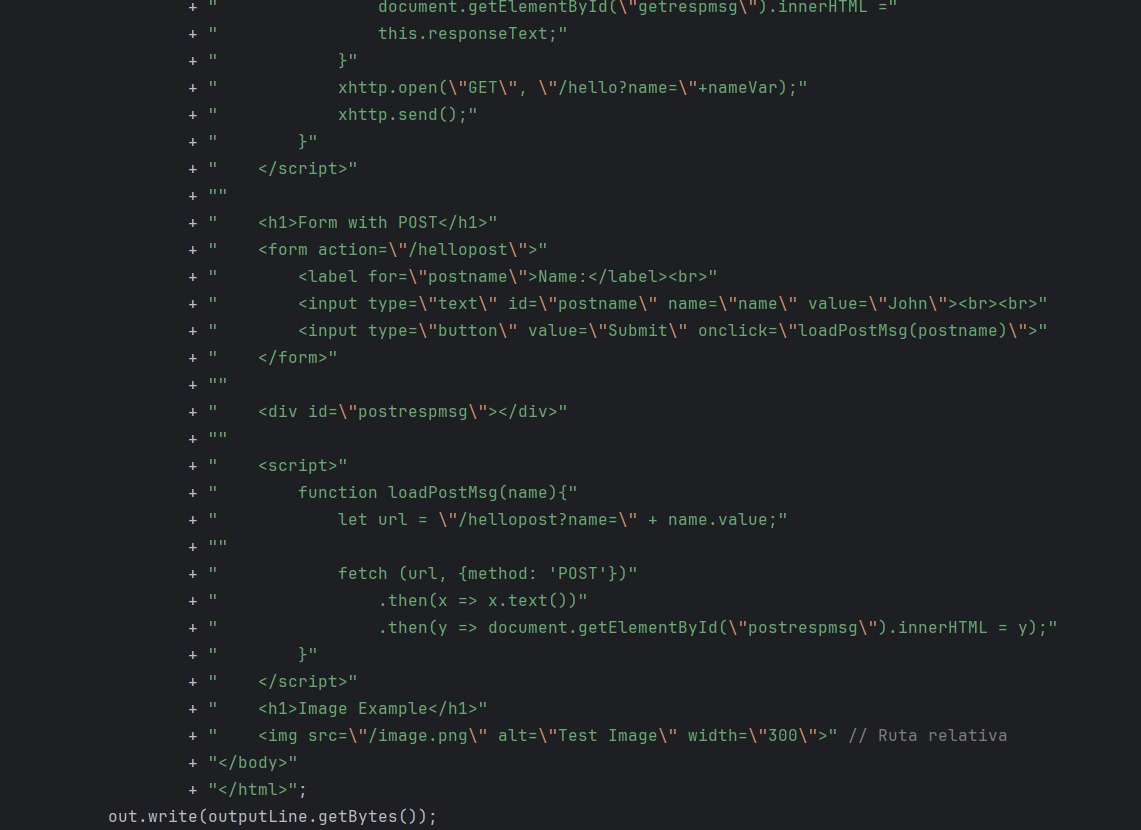 + "                document.getElementById(\"getrespmsg\").innerHTML ="
+ "                this.responseText;"
+ "            }"
+ "            xhttp.open(\"GET\", \"/hello?name=\"+nameVar);"
+ "            xhttp.send();"
+ "        }"
+ "    </script>"
+ ""
+ "    <h1>Form with POST</h1>"
+ "    <form action=\"/hellopost\">"
+ "        <label for=\"postname\">Name:</label><br>"
+ "        <input type=\"text\" id=\"postname\" name=\"name\" value=\"John\"><br><br>"
+ "        <input type=\"button\" value=\"Submit\" onclick=\"loadPostMsg(postname)\">"
+ "    </form>"
+ ""
+ "    <div id=\"postrespmsg\"></div>"
+ ""
+ "    <script>"
+ "        function loadPostMsg(name){"
+ "            let url = \"/hellopost?name=\" + name.value;"
+ ""
+ "            fetch (url, {method: 'POST'})"
+ "                .then(x => x.text())"
+ "                .then(y => document.getElementById(\"postrespmsg\").innerHTML = y);"
+ "        }"
+ "    </script>"
+ "    <h1>Image Example</h1>"
+ "    <img src=\"/image.png\" alt=\"Test Image\" width=\"300\">" // Ruta relativa
+ "</body>"
+ "</html>";
out.write(outputLine.getBytes());